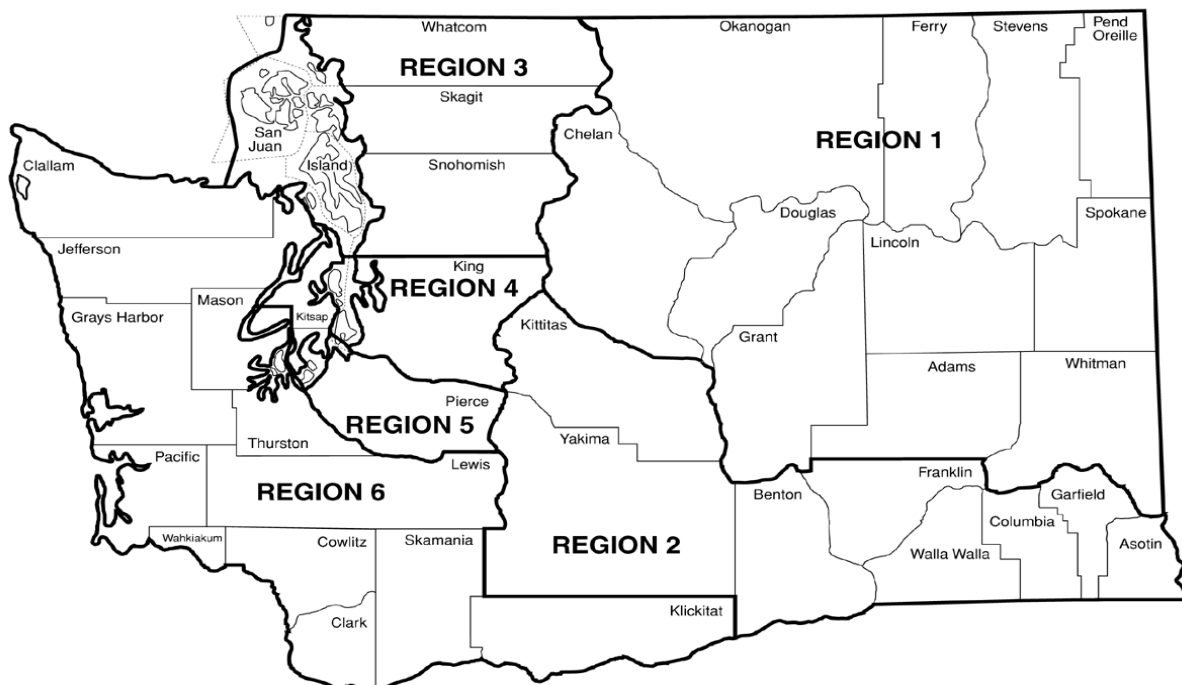 Whatcom
Okanogan
Ferry
Stevens
Pend
Oreille
REGION 3
Skagit
San
Juan
Chelan
REGION 1
Clallam
Island
Snohomish
Douglas
Spokane
Jefferson
Lincoln
King
REGION 4
Mason
Grays Harbor
Kitsap
Kittitas
Grant
Adams
Whitman
Pierce
REGION 5
Thurston
Yakima
Pacific
Lewis
REGION 6
Benton
Franklin
Garfield
Columbia
Wahkiakum
Cowlitz
Skamania
REGION 2
Walla Walla
Asotin
Klickitat
Clark